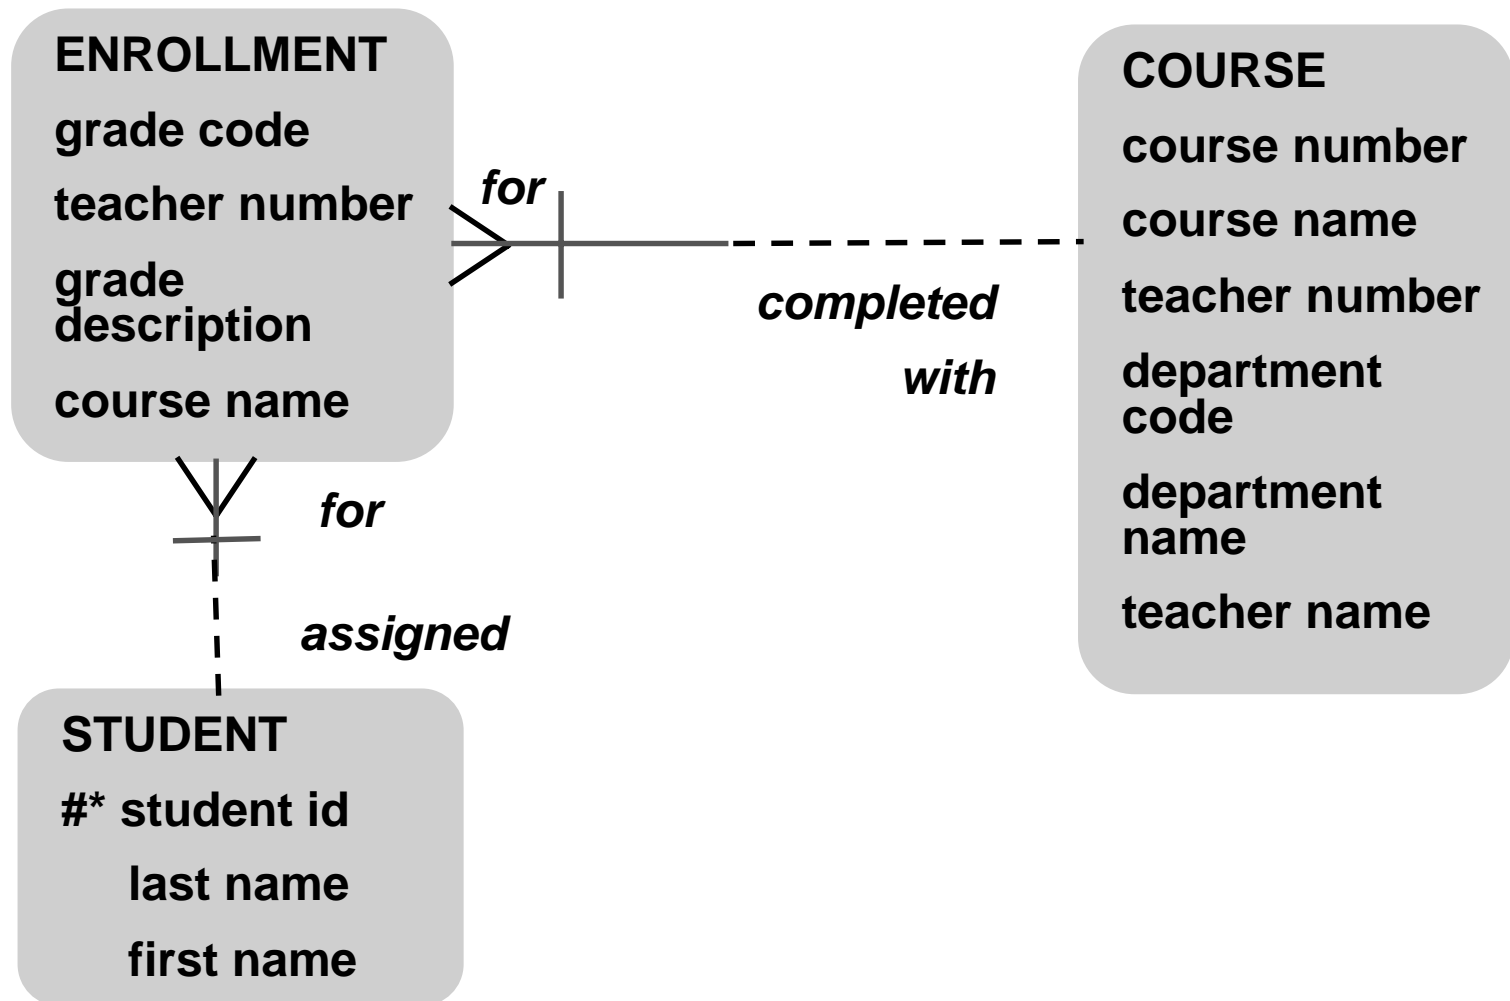 ENROLLMENT
grade code
teacher number
grade
description
course name
for
completed
with
COURSE
course number
course name
teacher number
department
code
department
name
teacher name
for
assigned
STUDENT
#* student id
last name
first name